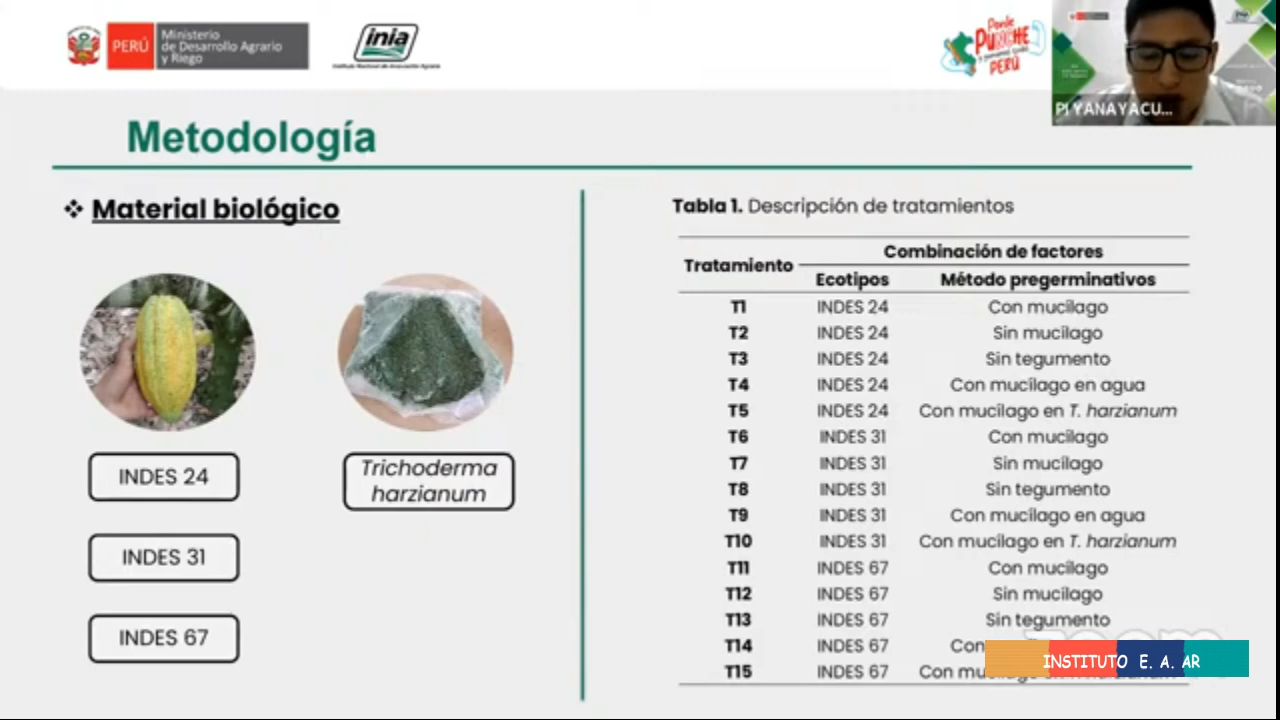 PERÚ
Ministerio
de Desarrollo Agrario
y Riego
inia
Instituto Nacional de Innovación Agraria
Donde
PUNCHE
PERÚ
PI YANAYACU...
Metodología
❖ Material biológico
INDES 24
INDES 31
INDES 67
Trichoderma
harzianum
Tabla 1. Descripción de tratamientos
Combinación de factores
Tratamiento
Ecotipos Método pregerminativos
T1 INDES 24 Con mucílago
T2 INDES 24 Sin mucílago
T3 INDES 24 Sin tegumento
T4 INDES 24 Con mucílago en agua
T5 INDES 24 Con mucílago en T. harzianum
T6 INDES 31 Con mucílago
T7 INDES 31 Sin mucílago
T8 INDES 31 Sin tegumento
T9 INDES 31 Con mucílago en agua
T10 INDES 31 Con mucílago en T. harzianum
T11 INDES 67 Con mucílago
T12 INDES 67 Sin mucílago
T13 INDES 67 Sin tegumento
T14 INDES 67 Con
T15 INDES 67 Con
zoom
INSTITUTO E. A. AR